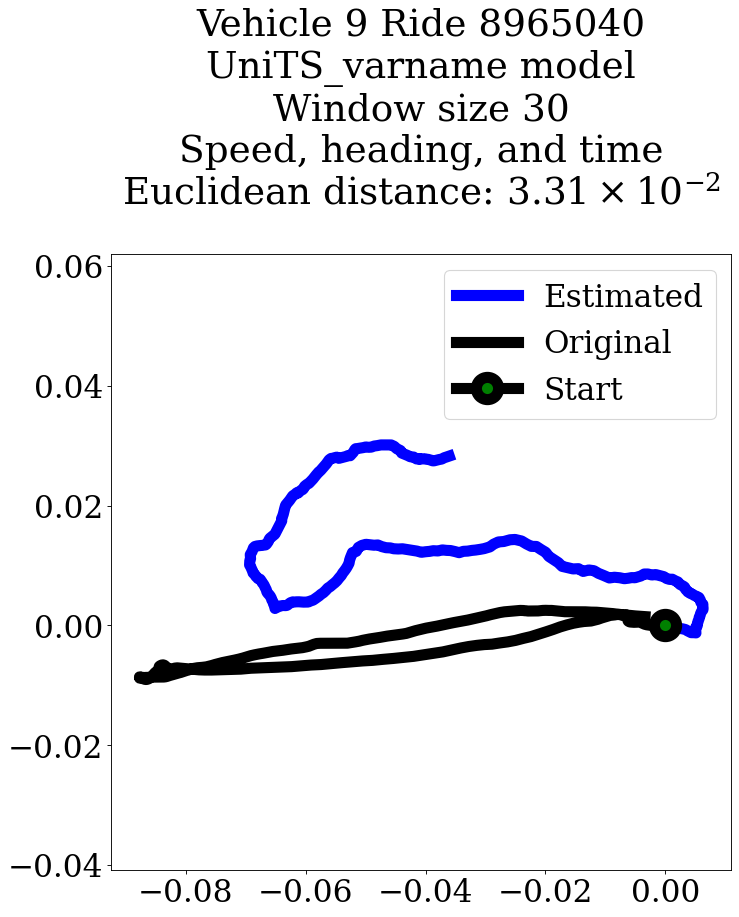 Vehicle 9 Ride 8965040
UniTS_varname model
Window size 30
Speed, heading, and time
Euclidean distance: 3.31 × 10⁻²
0.06
0.04
0.02
0.00
−0.02
−0.04
Estimated
Original
Start
−0.08 −0.06 −0.04 −0.02 0.00